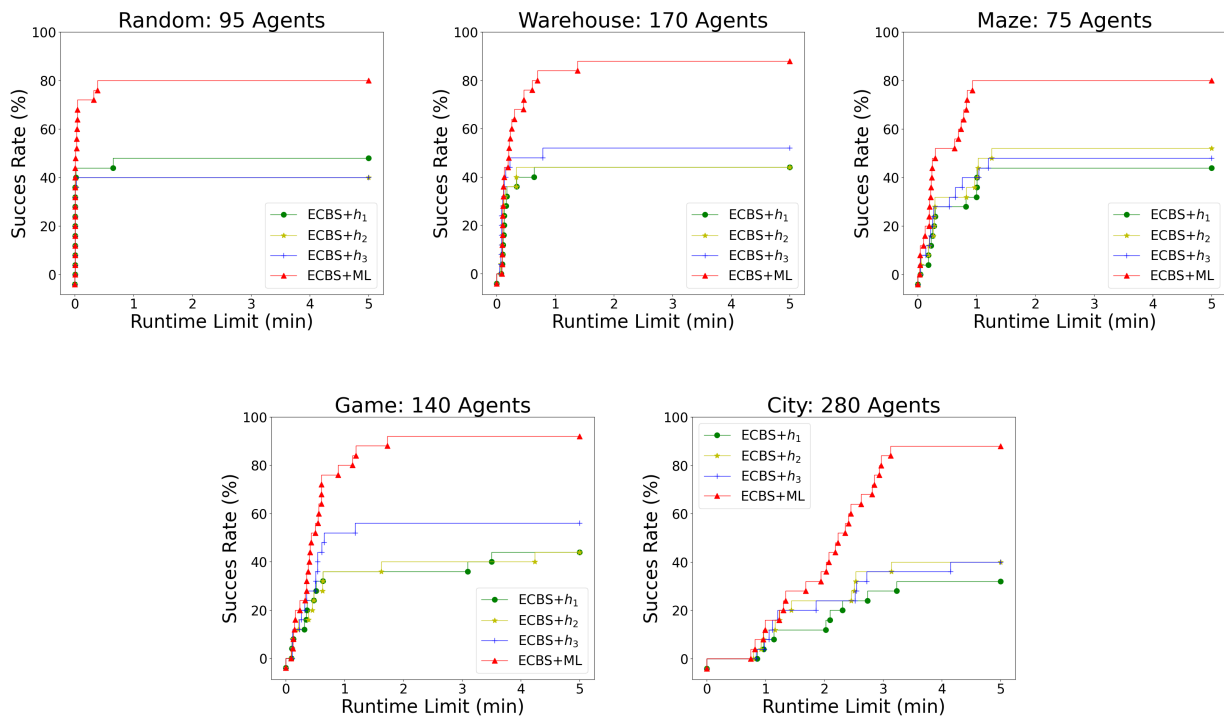 Random: 95 Agents
Succes Rate (%)
100
80
60
40
20
0
ECBS+h1
ECBS+h2
ECBS+h3
ECBS+ML
0 1 2 3 4 5
Runtime Limit (min)
Warehouse: 170 Agents
Succes Rate (%)
100
80
60
40
20
0
ECBS+h1
ECBS+h2
ECBS+h3
ECBS+ML
0 1 2 3 4 5
Runtime Limit (min)
Maze: 75 Agents
Succes Rate (%)
100
80
60
40
20
0
ECBS+h1
ECBS+h2
ECBS+h3
ECBS+ML
0 1 2 3 4 5
Runtime Limit (min)
Game: 140 Agents
Succes Rate (%)
100
80
60
40
20
0
ECBS+h1
ECBS+h2
ECBS+h3
ECBS+ML
0 1 2 3 4 5
Runtime Limit (min)
City: 280 Agents
Succes Rate (%)
100
80
60
40
20
0
ECBS+h1
ECBS+h2
ECBS+h3
ECBS+ML
0 1 2 3 4 5
Runtime Limit (min)